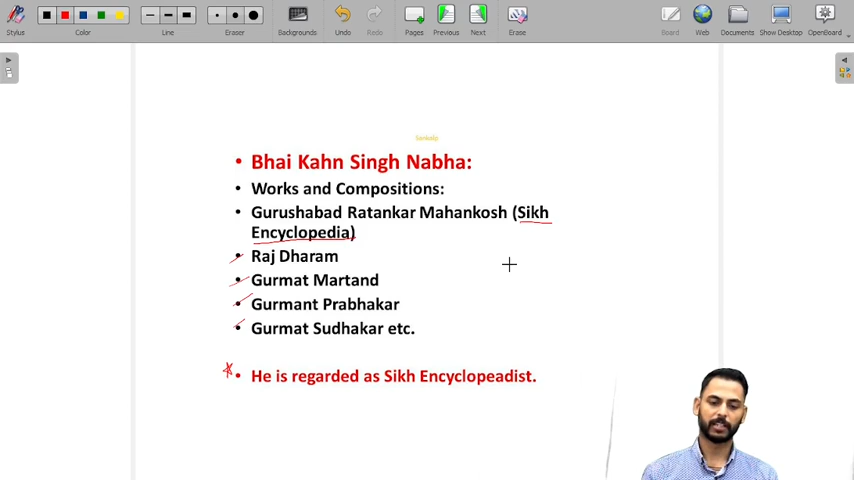 Stylus
Color
Line
Eraser
Backgrounds
Undo
Redo
Pages
Previous
Next
Erase
Board
Web
Documents
Show Desktop
OpenBoard
• Bhai Kahn Singh Nabha:
• Works and Compositions:
• Gurushabad Ratankar Mahankosh (Sikh
Encyclopedia)
• Raj Dharam
• Gurmat Martand
• Gurmant Prabhakar
• Gurmat Sudhakar etc.
• He is regarded as Sikh Encyclopeadist.